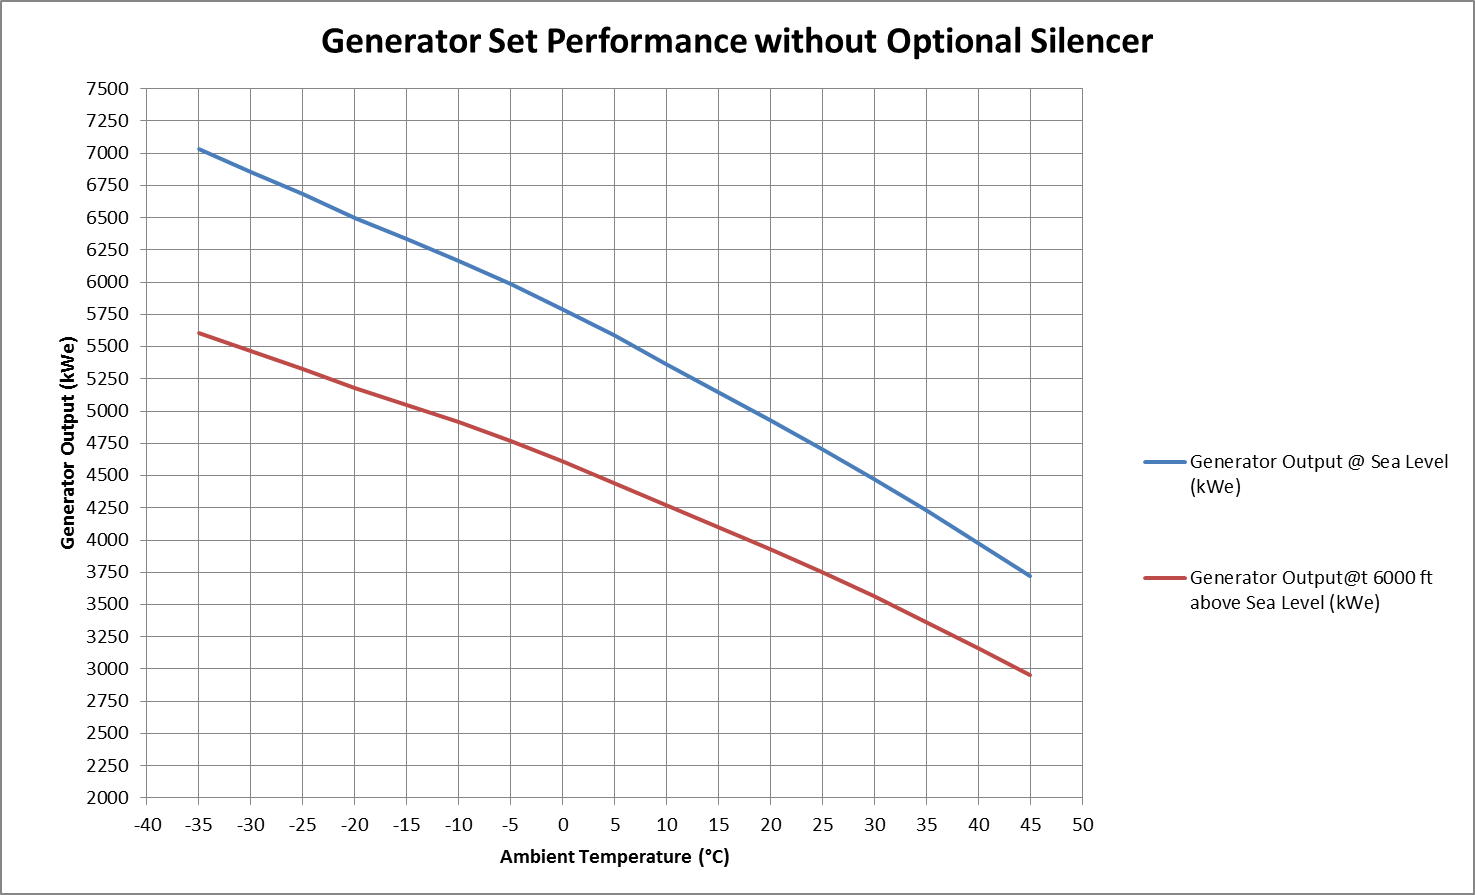 Generator Set Performance without Optional Silencer
7500
7250
7000
6750
6500
6250
6000
5750
5500
5250
5000
4750
4500
4250
4000
3750
3500
3250
3000
2750
2500
2250
2000
Generator Output (kWe)
-40 -35 -30 -25 -20 -15 -10 -5 0 5 10 15 20 25 30 35 40 45 50
Ambient Temperature (°C)
Generator Output @ Sea Level
(kWe)
Generator Output@t 6000 ft
above Sea Level (kWe)